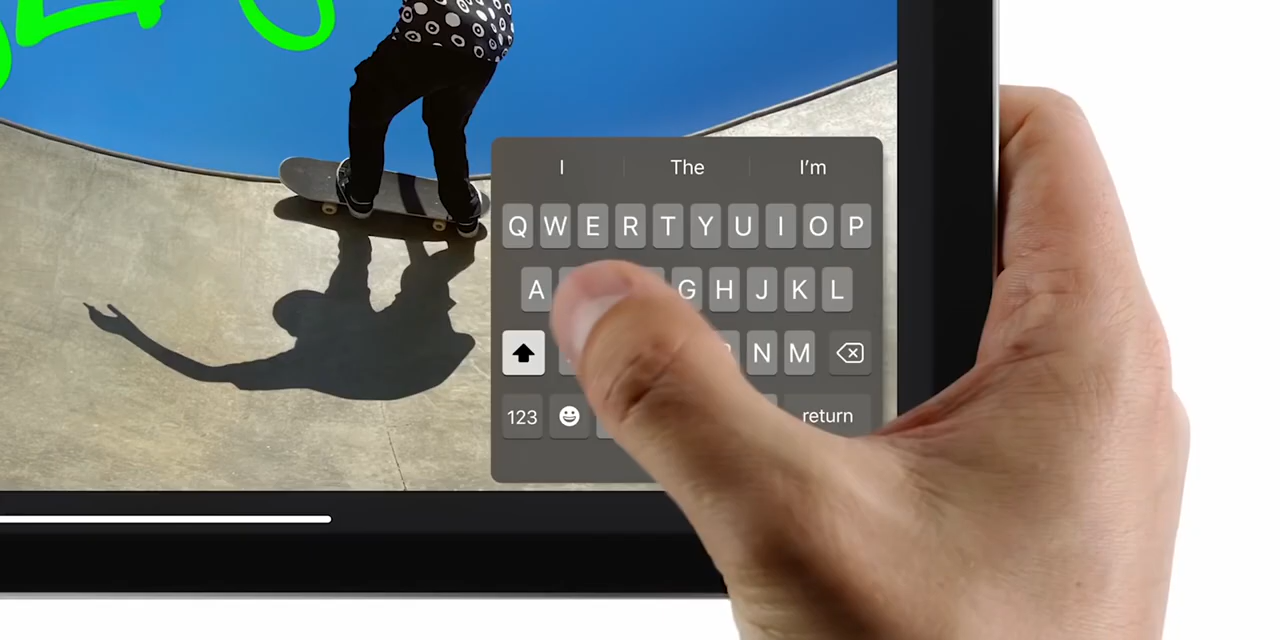 I The I'm
Q W E R T Y U I O P
A G H J K L
N M
123 return